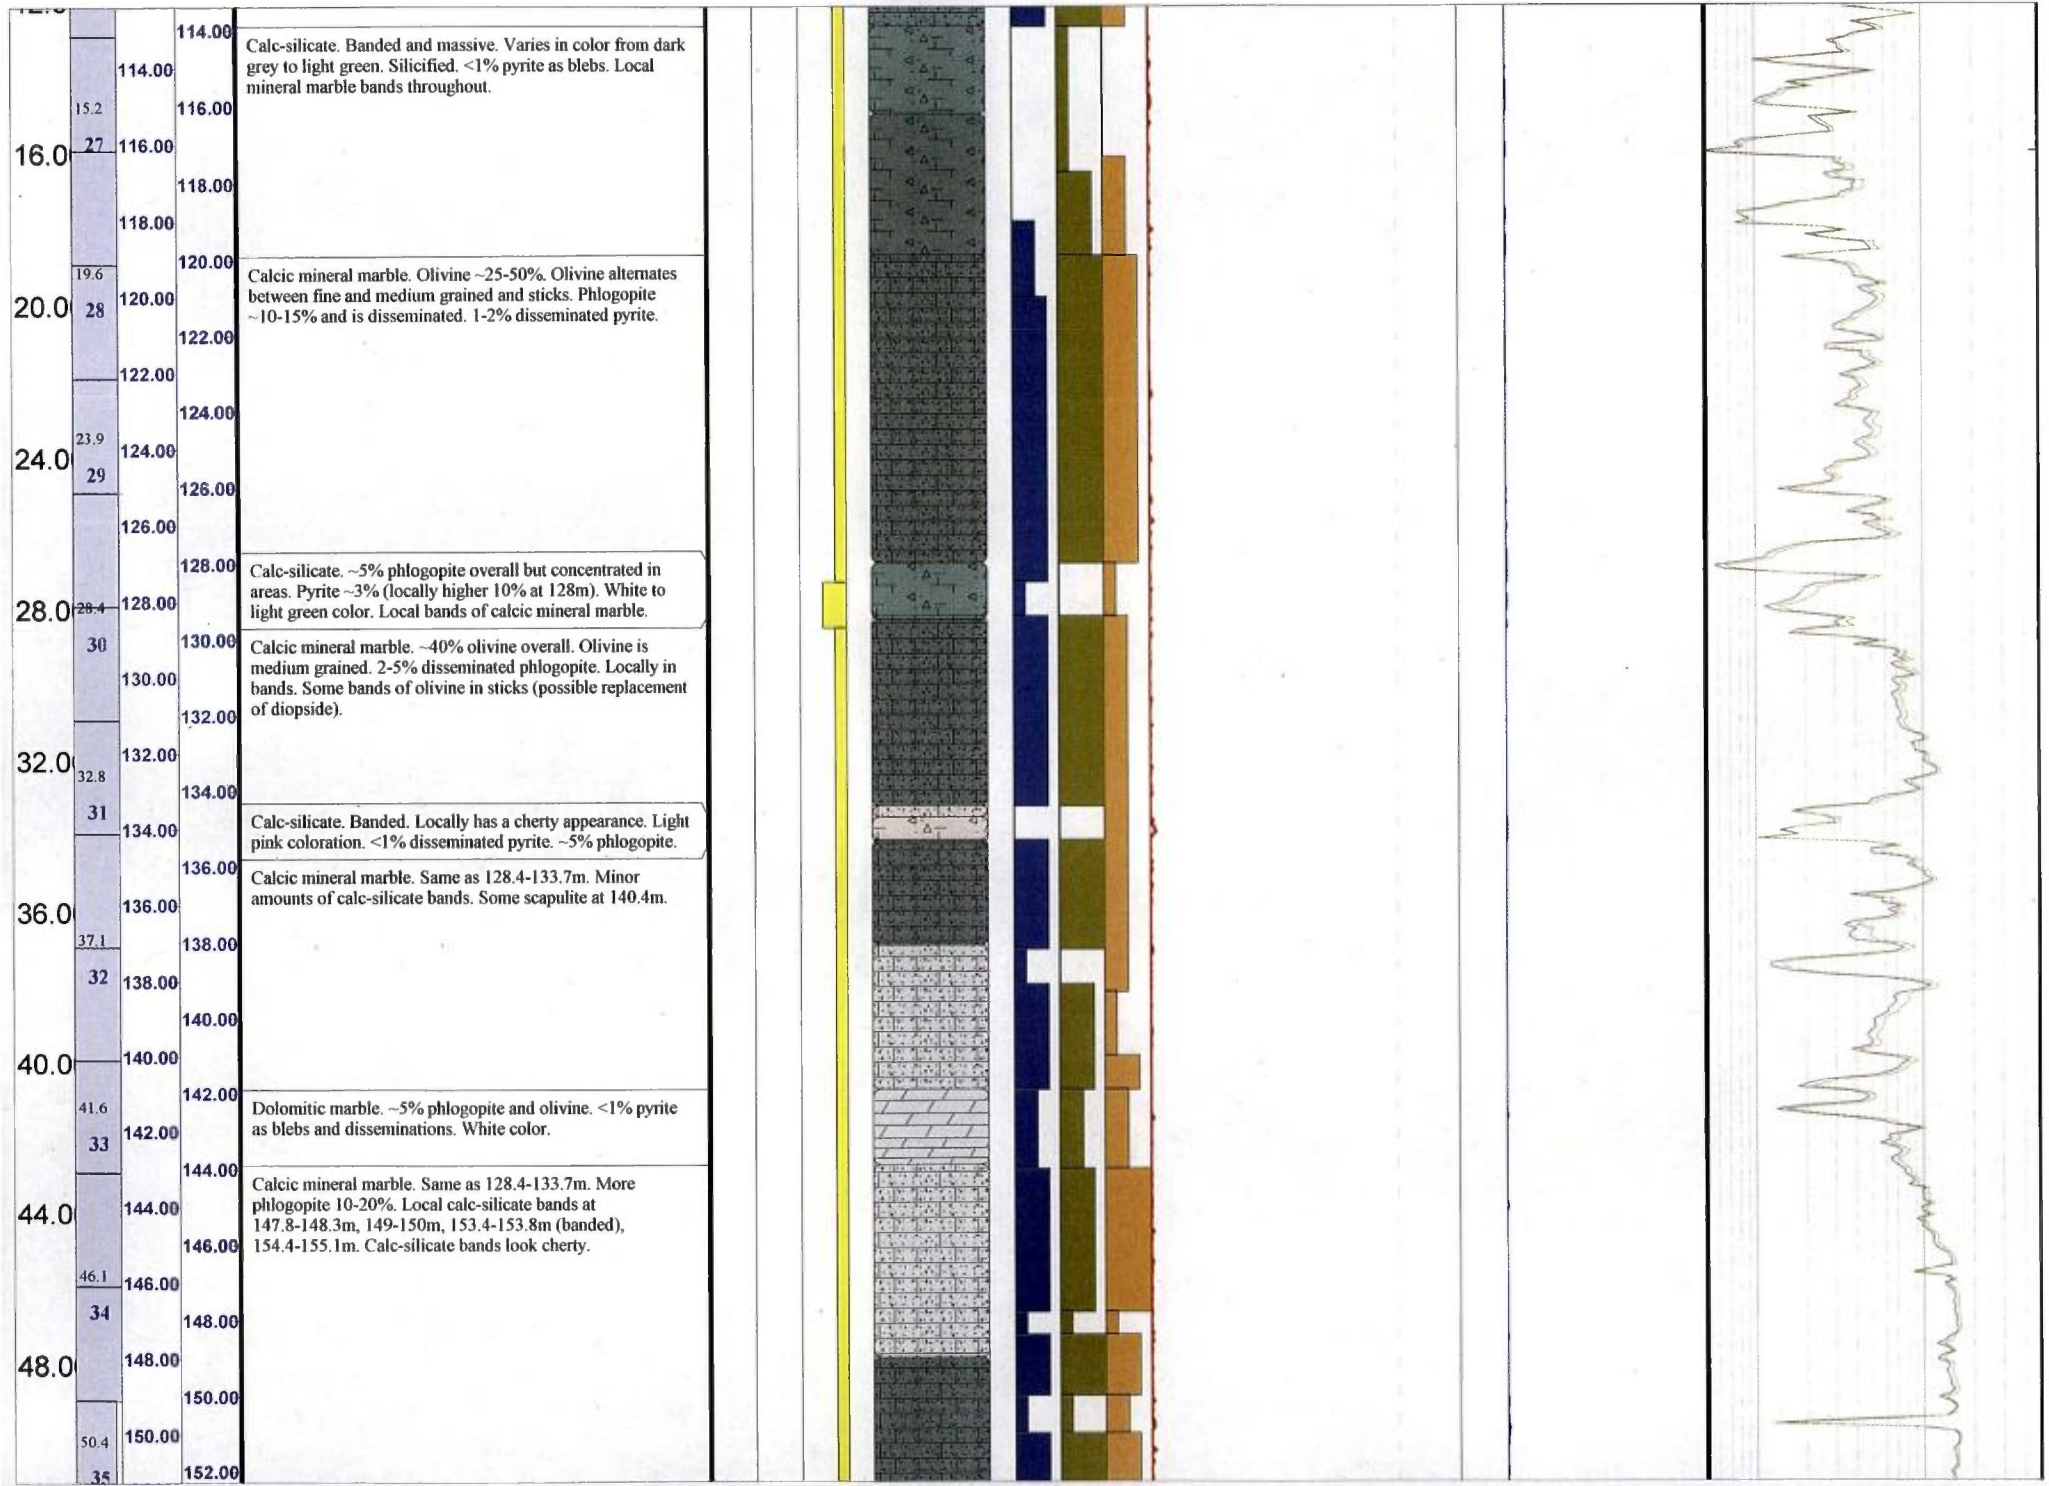 114.00
114.00
116.00
116.00
118.00
118.00
120.00
120.00
122.00
122.00
124.00
124.00
126.00
126.00
128.00
128.00
130.00
130.00
132.00
132.00
134.00
134.00
136.00
136.00
138.00
138.00
140.00
140.00
142.00
142.00
144.00
144.00
146.00
146.00
148.00
148.00
150.00
150.00
152.00
16.0
20.0
24.0
28.0
32.0
36.0
40.0
44.0
48.0
15.2
27
19.6
28
23.9
29
28.4
30
32.8
31
37.1
32
41.6
33
46.1
34
50.4
35
Calc-silicate. Banded and massive. Varies in color from dark
grey to light green. Silicified. <1% pyrite as blebs. Local
mineral marble bands throughout.
Calcic mineral marble. Olivine ~25-50%. Olivine alternates
between fine and medium grained and sticks. Phlogopite
~10-15% and is disseminated. 1-2% disseminated pyrite.
Calc-silicate. ~5% phlogopite overall but concentrated in
areas. Pyrite ~3% (locally higher 10% at 128m). White to
light green color. Local bands of calcic mineral marble.
Calcic mineral marble. ~40% olivine overall. Olivine is
medium grained. 2-5% disseminated phlogopite. Locally in
bands. Some bands of olivine in sticks (possible replacement
of diopside).
Calc-silicate. Banded. Locally has a cherty appearance. Light
pink coloration. <1% disseminated pyrite. ~5% phlogopite.
Calcic mineral marble. Same as 128.4-133.7m. Minor
amounts of calc-silicate bands. Some scapulite at 140.4m.
Dolomitic marble. ~5% phlogopite and olivine. <1% pyrite
as blebs and disseminations. White color.
Calcic mineral marble. Same as 128.4-133.7m. More
phlogopite 10-20%. Local calc-silicate bands at
147.8-148.3m, 149-150m, 153.4-153.8m (banded),
154.4-155.1m. Calc-silicate bands look cherty.